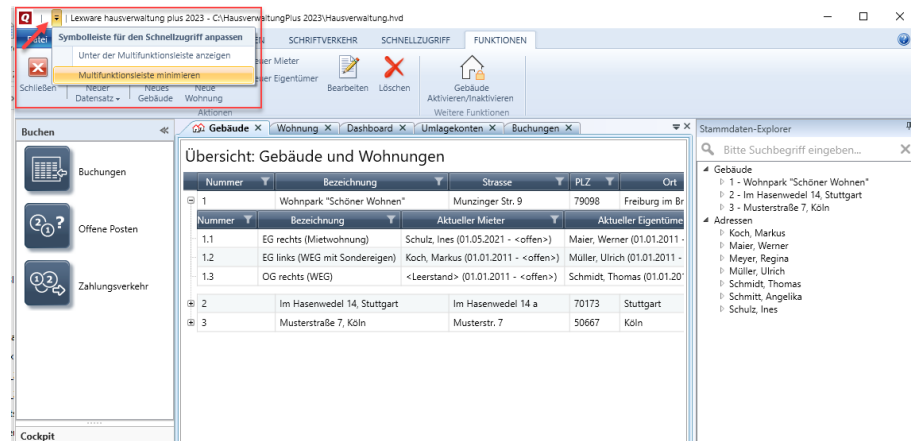 Lexware hausverwaltung plus 2023 - C:\HausverwaltungPlus 2023\Hausverwaltung.hvd
Datei
SCHRIFTVERKEHR SCHNELLZUGRIFF FUNKTIONEN
Symbolleiste für den Schnellzugriff anpassen
Unter der Multifunktionsleiste anzeigen
Multifunktionsleiste minimieren
Mieter
Eigentümer
Schließen
Neuer Datensatz
Neues Gebäude
Neue Wohnung
Bearbeiten
Löschen
Gebäude Aktivieren/Inaktivieren
Aktionen
Weitere Funktionen
Buchen
Buchungen
Offene Posten
Zahlungsverkehr
Cockpit
Gebäude Wohnung Dashboard Umlagekonten Buchungen
Übersicht: Gebäude und Wohnungen
Nummer Bezeichnung Strasse PLZ Ort
1 Wohnpark "Schöner Wohnen" Munzinger Str. 9 79098 Freiburg im Br
Nummer Bezeichnung Aktueller Mieter Aktueller Eigentüme
1.1 EG rechts (Mietwohnung) Schulz, Ines (01.05.2021 - <offen>) Maier, Werner (01.01.2011 -
1.2 EG links (WEG mit Sondereigen) Koch, Markus (01.01.2011 - <offen>) Müller, Ulrich (01.01.2011 -
1.3 OG rechts (WEG) <Leerstand> (01.01.2011 - <offen>) Schmidt, Thomas (01.01.20
2 Im Hasenwedel 14, Stuttgart Im Hasenwedel 14 a 70173 Stuttgart
3 Musterstraße 7, Köln Musterstr. 7 50667 Köln
Stammdaten-Explorer
Bitte Suchbegriff eingeben...
Gebäude
1 - Wohnpark "Schöner Wohnen"
2 - Im Hasenwedel 14, Stuttgart
3 - Musterstraße 7, Köln
Adressen
Koch, Markus
Maier, Werner
Meyer, Regina
Müller, Ulrich
Schmidt, Thomas
Schmitt, Angelika
Schulz, Ines